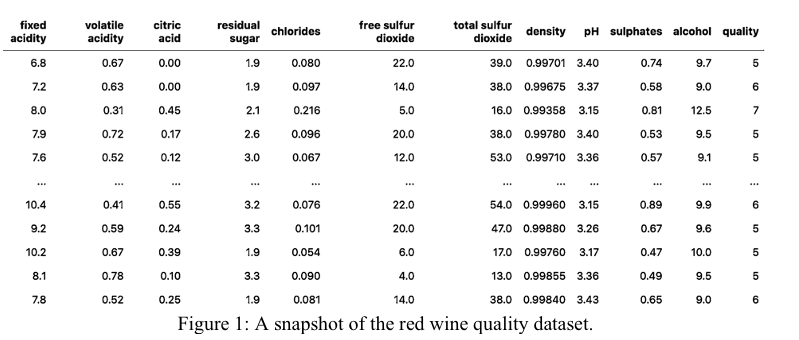 fixed acidity volatile acidity citric acid residual sugar chlorides free sulfur dioxide total sulfur dioxide density pH sulphates alcohol quality
6.8 0.67 0.00 1.9 0.080 22.0 39.0 0.99701 3.40 0.74 9.7 5
7.2 0.63 0.00 1.9 0.097 14.0 38.0 0.99675 3.37 0.58 9.0 6
8.0 0.31 0.45 2.1 0.216 5.0 16.0 0.99358 3.15 0.81 12.5 7
7.9 0.72 0.17 2.6 0.096 20.0 38.0 0.99780 3.40 0.53 9.5 5
7.6 0.52 0.12 3.0 0.067 12.0 53.0 0.99710 3.36 0.57 9.1 5
... ... ... ... ... ... ... ... ... ... ... ...
10.4 0.41 0.55 3.2 0.076 22.0 54.0 0.99960 3.15 0.89 9.9 6
9.2 0.59 0.24 3.3 0.101 20.0 47.0 0.99880 3.26 0.67 9.6 5
10.2 0.67 0.39 1.9 0.054 6.0 17.0 0.99760 3.17 0.47 10.0 5
8.1 0.78 0.10 3.3 0.090 4.0 13.0 0.99855 3.36 0.49 9.5 5
7.8 0.52 0.25 1.9 0.081 14.0 38.0 0.99840 3.43 0.65 9.0 6
Figure 1: A snapshot of the red wine quality dataset.